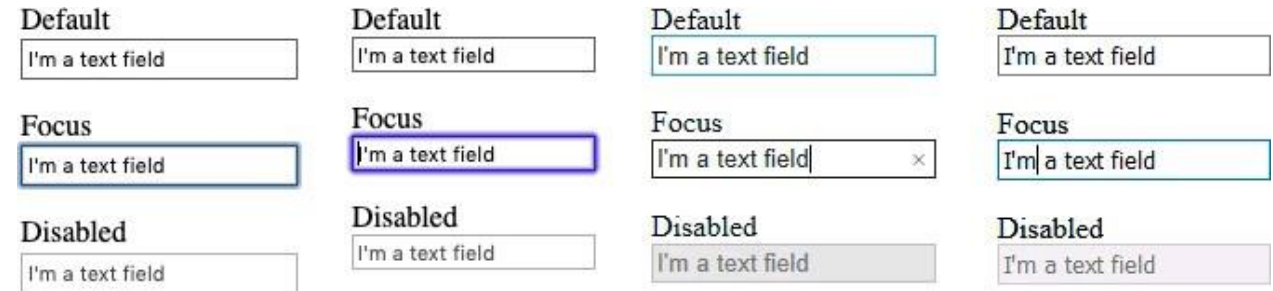 Default
I'm a text field
Focus
I'm a text field
Disabled
I'm a text field
Default
I'm a text field
Focus
I'm a text field
Disabled
I'm a text field
Default
I'm a text field
Focus
I'm a text field ×
Disabled
I'm a text field
Default
I'm a text field
Focus
I'm a text field
Disabled
I'm a text field